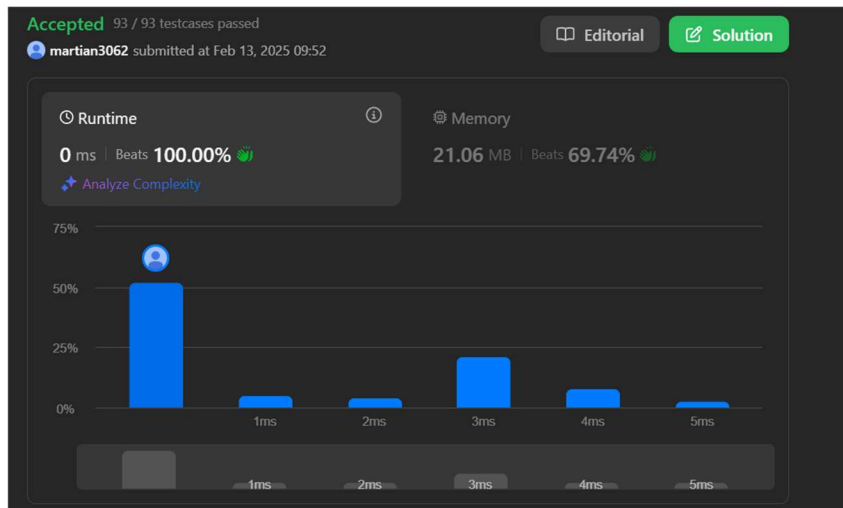 Accepted 93 / 93 testcases passed
martian3062 submitted at Feb 13, 2025 09:52
Editorial
Solution
Runtime
0 ms | Beats 100.00%
Analyze Complexity
Memory
21.06 MB | Beats 69.74%
75%
50%
25%
0%
1ms 2ms 3ms 4ms 5ms
1ms 2ms 3ms 4ms 5ms